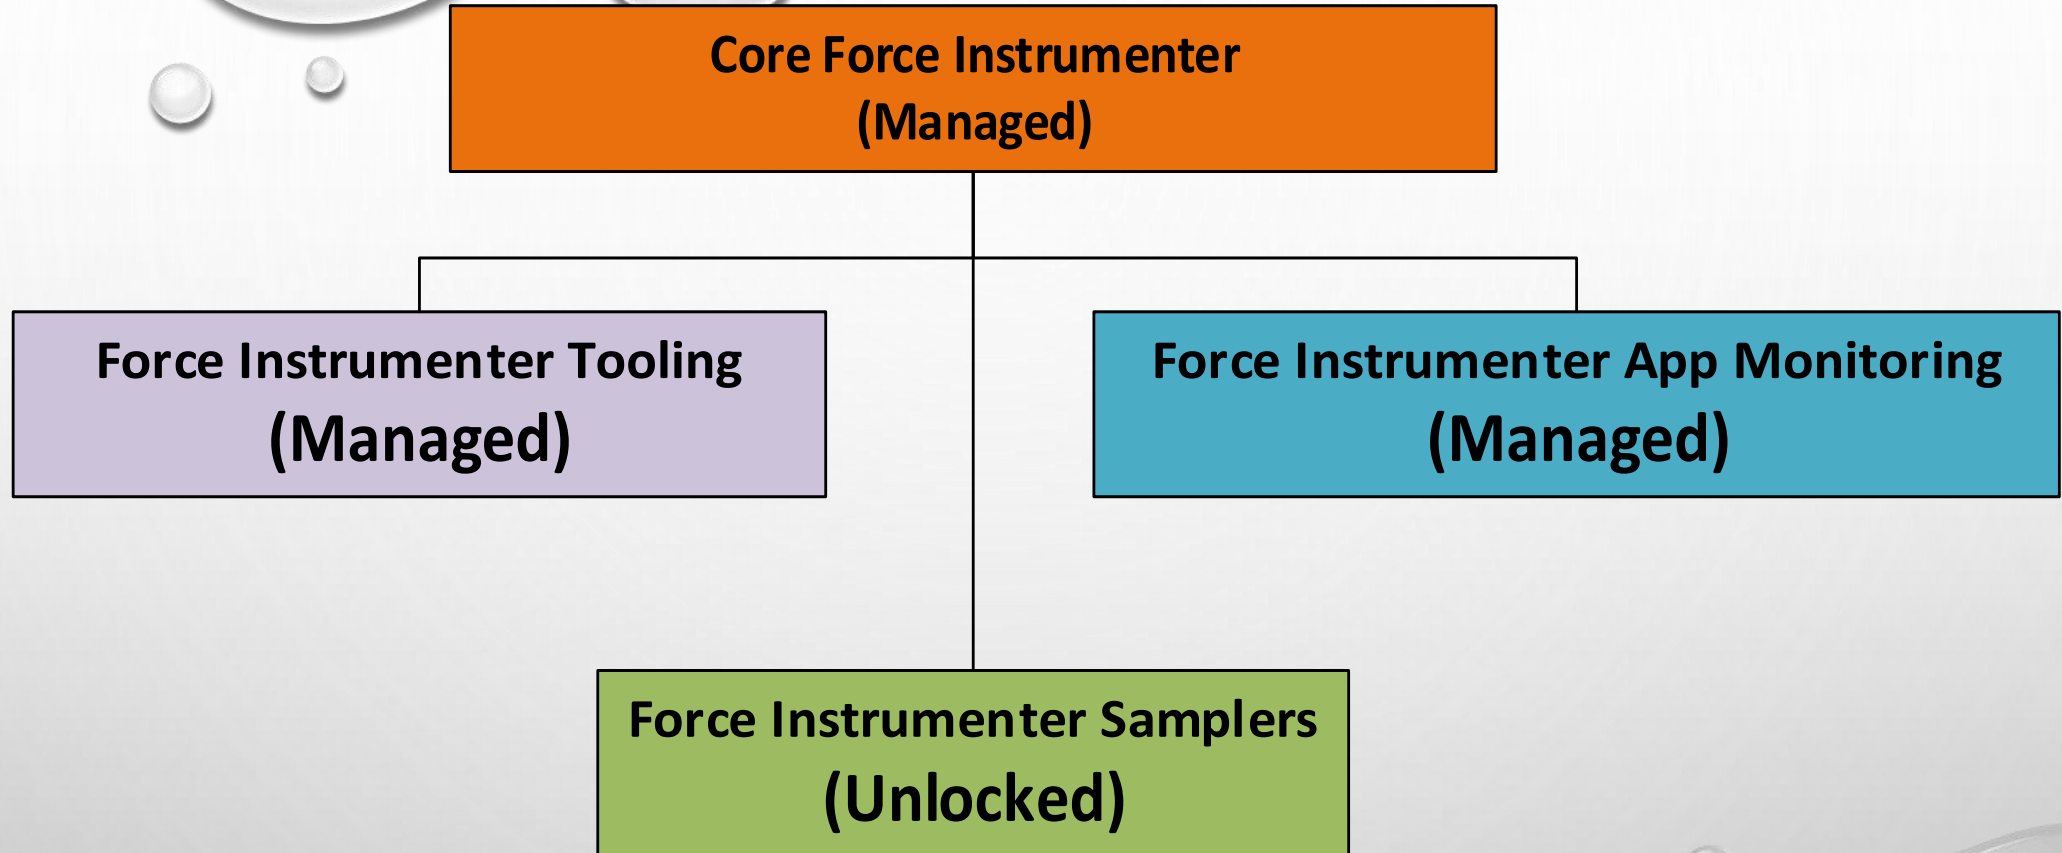 Core Force Instrumenter
(Managed)
Force Instrumenter Tooling
(Managed)
Force Instrumenter App Monitoring
(Managed)
Force Instrumenter Samplers
(Unlocked)